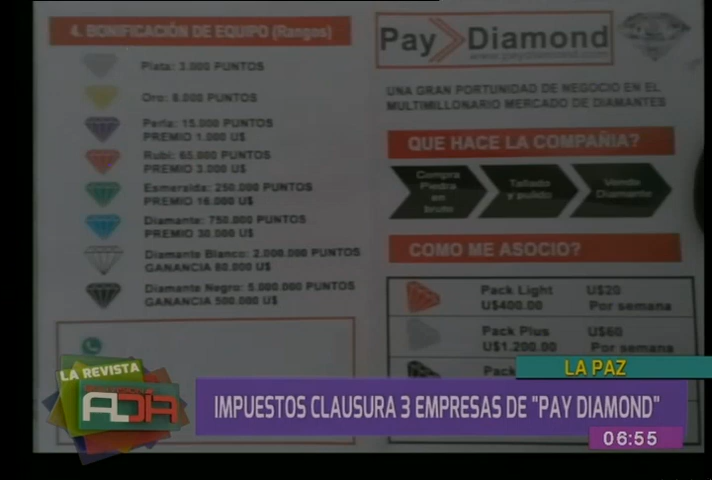 4. BONIFICACIÓN DE EQUIPO (Rangos)
Plata: 3.000 PUNTOS
Oro: 8.000 PUNTOS
Perla: 15.000 PUNTOS
PREMIO 1.000 U$
Rubí: 65.000 PUNTOS
PREMIO 3.000 U$
Esmeralda: 250.000 PUNTOS
PREMIO 16.000 U$
Diamante: 750.000 PUNTOS
PREMIO 30.000 U$
Diamante Blanco: 2.000.000 PUNTOS
GANANCIA 80.000 U$
Diamante Negro: 5.000.000 PUNTOS
GANANCIA 500.000 U$
Pay Diamond
www.paydiamond.com
UNA GRAN PORTUNIDAD DE NEGOCIO EN EL
MULTIMILLONARIO MERCADO DE DIAMANTES
QUE HACE LA COMPAÑIA?
Compra
Piedra
en
bruto
Tallado
y pulido
Vende
Diamante
COMO ME ASOCIO?
Pack Light U$20
U$400.00 Por semana
Pack Plus U$60
U$1.200.00 Por semana
Pack
LA REVISTA
AL DÍA
LA PAZ
IMPUESTOS CLAUSURA 3 EMPRESAS DE "PAY DIAMOND"
06:55